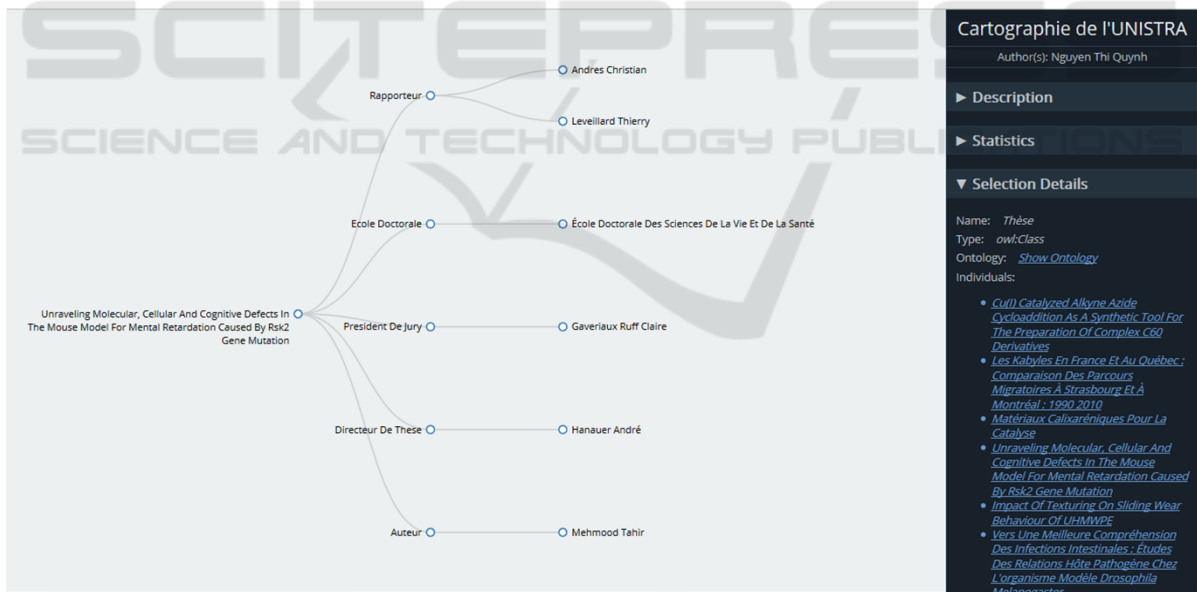 SCITEPRESS
SCIENCE AND TECHNOLOGY PUBLICATIONS
Rapporteur
Andres Christian
Leveillard Thierry
Ecole Doctorale
École Doctorale Des Sciences De La Vie Et De La Santé
Unraveling Molecular, Cellular And Cognitive Defects In
The Mouse Model For Mental Retardation Caused By Rsk2
Gene Mutation
President De Jury
Gaveriaux Ruff Claire
Directeur De These
Hanauer André
Auteur
Mehmood Tahir
Cartographie de l'UNISTRA
Author(s): Nguyen Thi Quynh
► Description
► Statistics
▼ Selection Details
Name: Thèse
Type: owl:Class
Ontology: Show Ontology
Individuals:
• Cu(I) Catalyzed Alkyne Azide
Cycloaddition As A Synthetic Tool For
The Preparation Of Complex C60
Derivatives
• Les Kabyles En France Et Au Québec :
Comparaison Des Parcours
Migratoires À Strasbourg Et À
Montréal : 1990 2010
• Matériaux Calixaréniques Pour La
Catalyse
• Unraveling Molecular, Cellular And
Cognitive Defects In The Mouse
Model For Mental Retardation Caused
By Rsk2 Gene Mutation
• Impact Of Texturing On Sliding Wear
Behaviour Of UHMWPE
• Vers Une Meilleure Compréhension
Des Infections Intestinales : Études
Des Relations Hôte Pathogène Chez
L'organisme Modèle Drosophila
Melanogaster